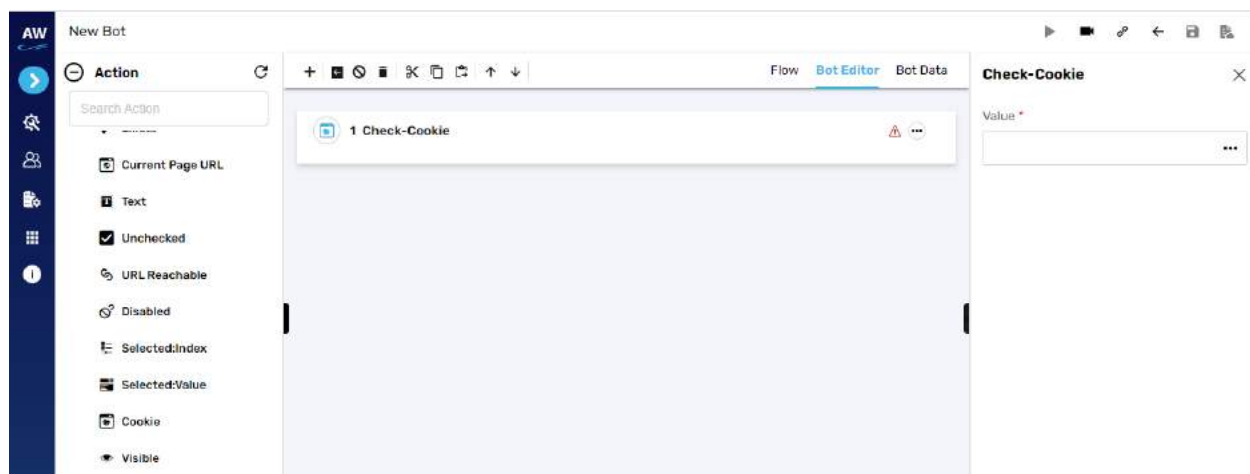 AW
New Bot
Action
Search Action
Current Page URL
Text
Unchecked
URL Reachable
Disabled
Selected:Index
Selected:Value
Cookie
Visible
Flow
Bot Editor
Bot Data
1 Check-Cookie
Check-Cookie
Value *